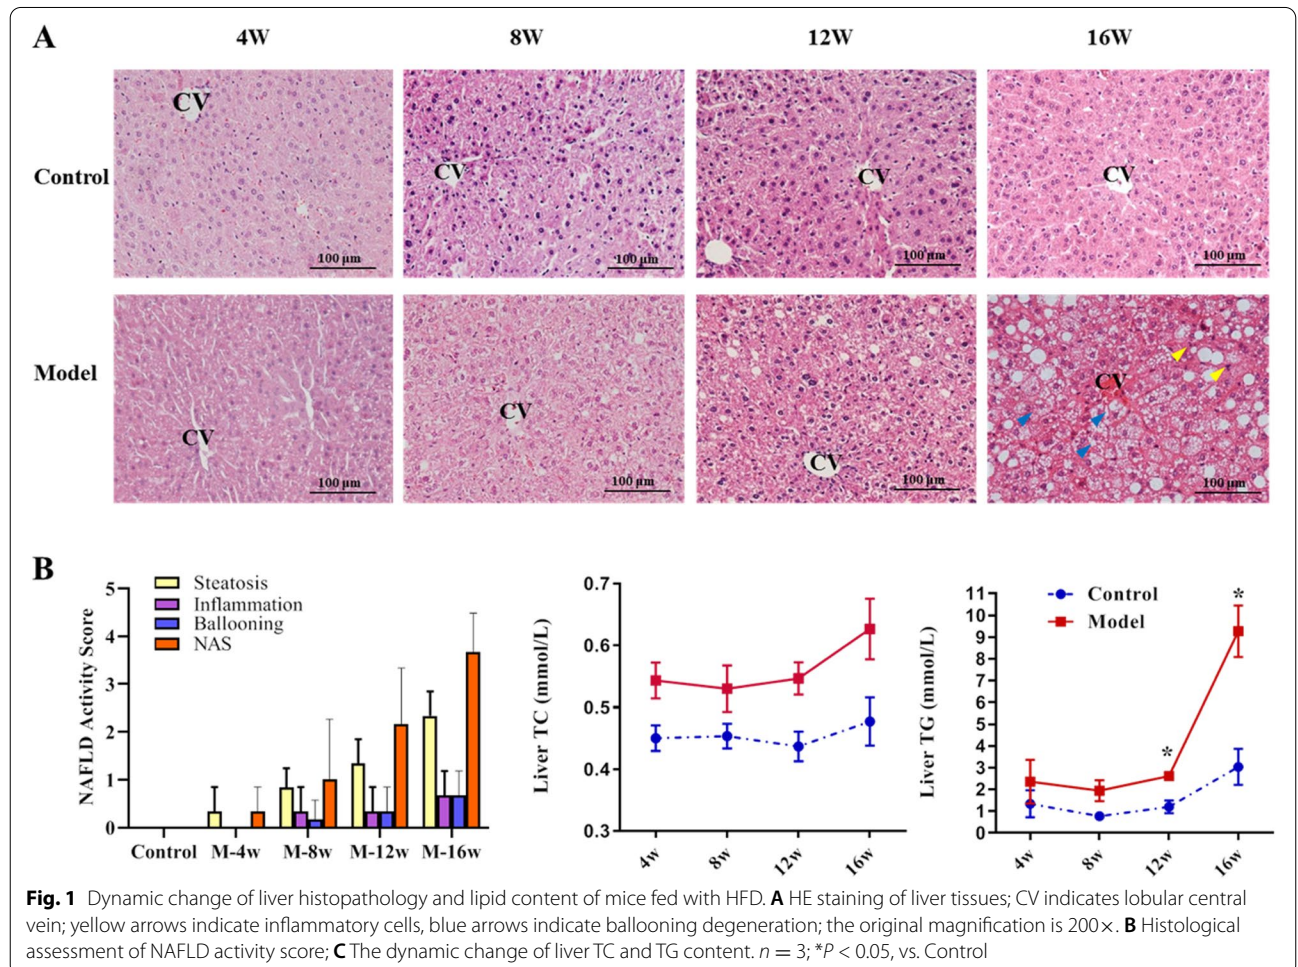 A
4W
8W
12W
16W
Control
CV
CV
CV
CV
100 μm
100 μm
100 μm
100 μm
Model
CV
CV
CV
CV
100 μm
100 μm
100 μm
100 μm
B
NAFLD Activity Score
5
4
3
2
1
0
Steatosis
Inflammation
Ballooning
NAS
Control
M-4w
M-8w
M-12w
M-16w
Liver TC (mmol/L)
0.7
0.6
0.5
0.4
0.3
4w
8w
12w
16w
Liver TG (mmol/L)
11
10
9
8
7
6
5
4
3
2
1
0
Control
Model
*
*
4w
8w
12w
16w
Fig. 1 Dynamic change of liver histopathology and lipid content of mice fed with HFD. A HE staining of liver tissues; CV indicates lobular central
vein; yellow arrows indicate inflammatory cells, blue arrows indicate ballooning degeneration; the original magnification is 200×. B Histological
assessment of NAFLD activity score; C The dynamic change of liver TC and TG content. n = 3; *P < 0.05, vs. Control